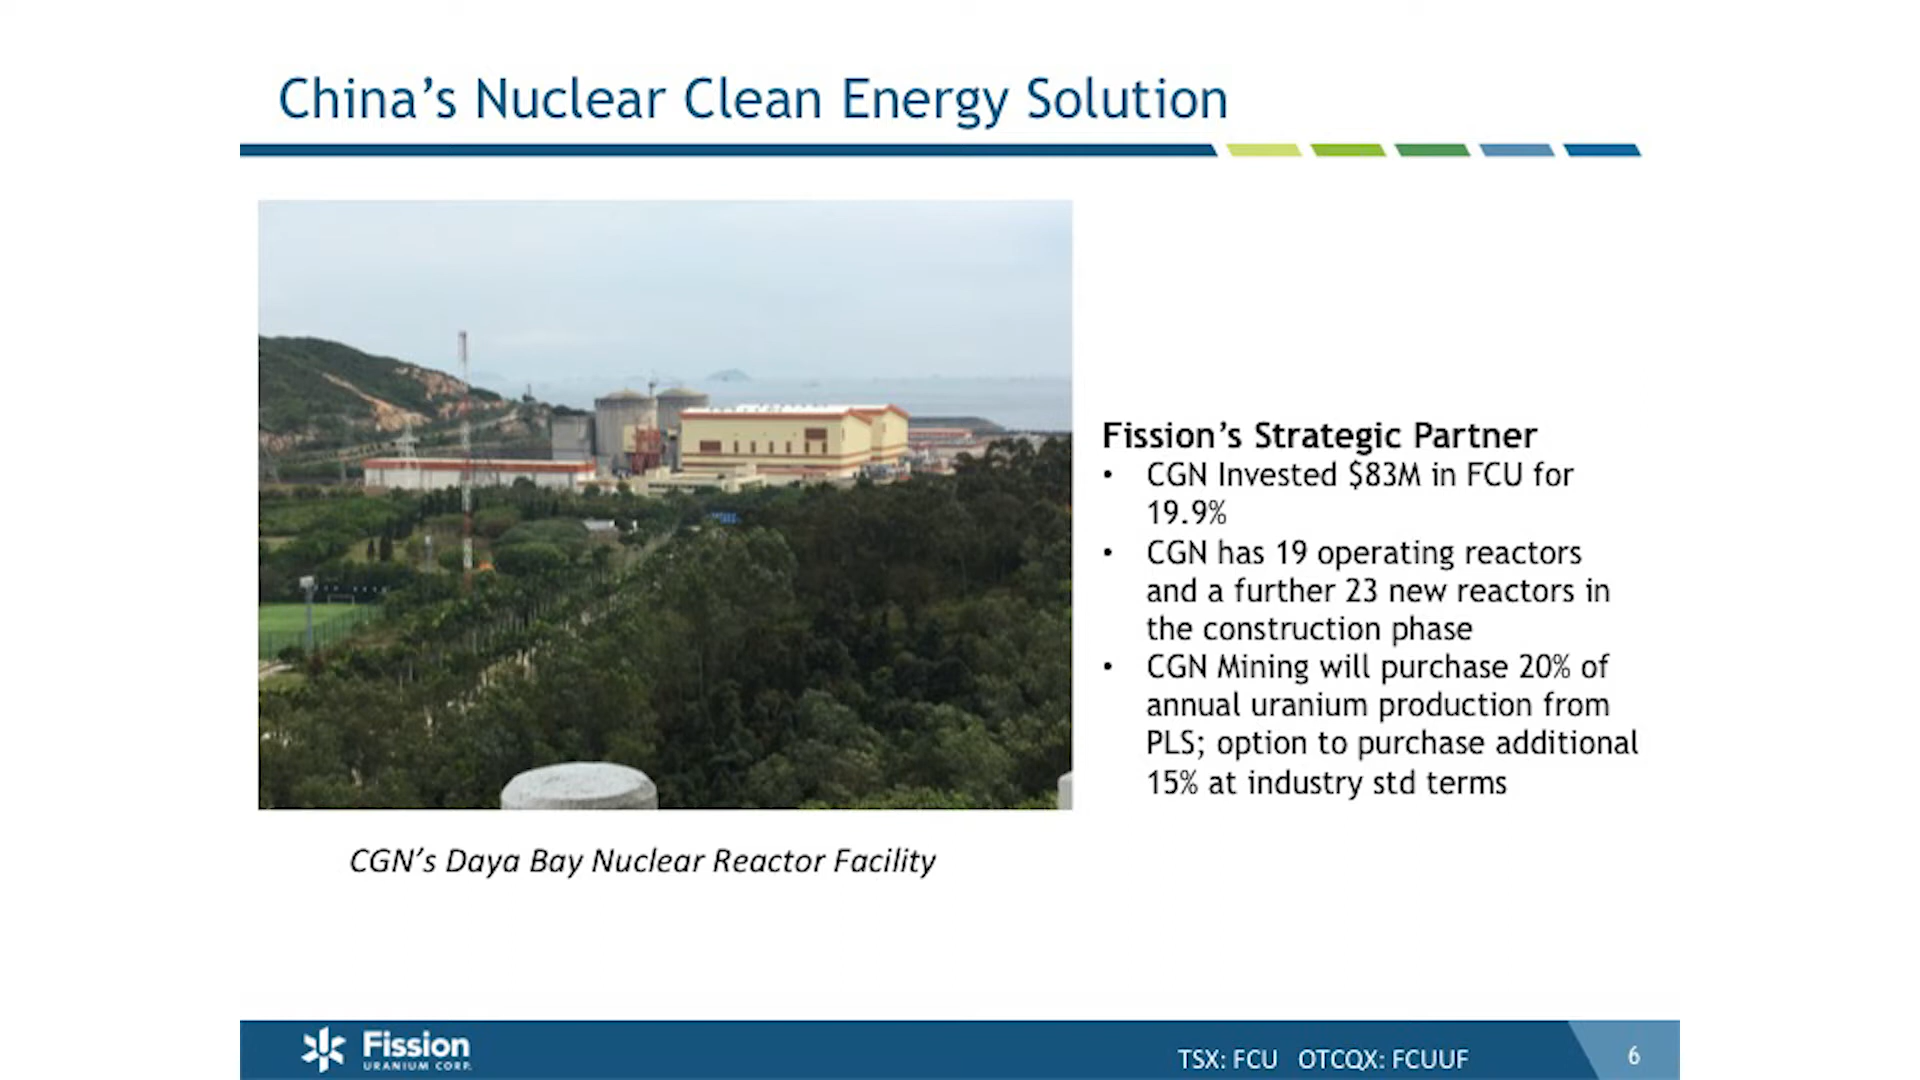 China's Nuclear Clean Energy Solution
Fission's Strategic Partner
• CGN Invested $83M in FCU for
19.9%
• CGN has 19 operating reactors
and a further 23 new reactors in
the construction phase
• CGN Mining will purchase 20% of
annual uranium production from
PLS; option to purchase additional
15% at industry std terms
CGN's Daya Bay Nuclear Reactor Facility
Fission
URANIUM CORP.
TSX: FCU OTCQX: FCUUF
6